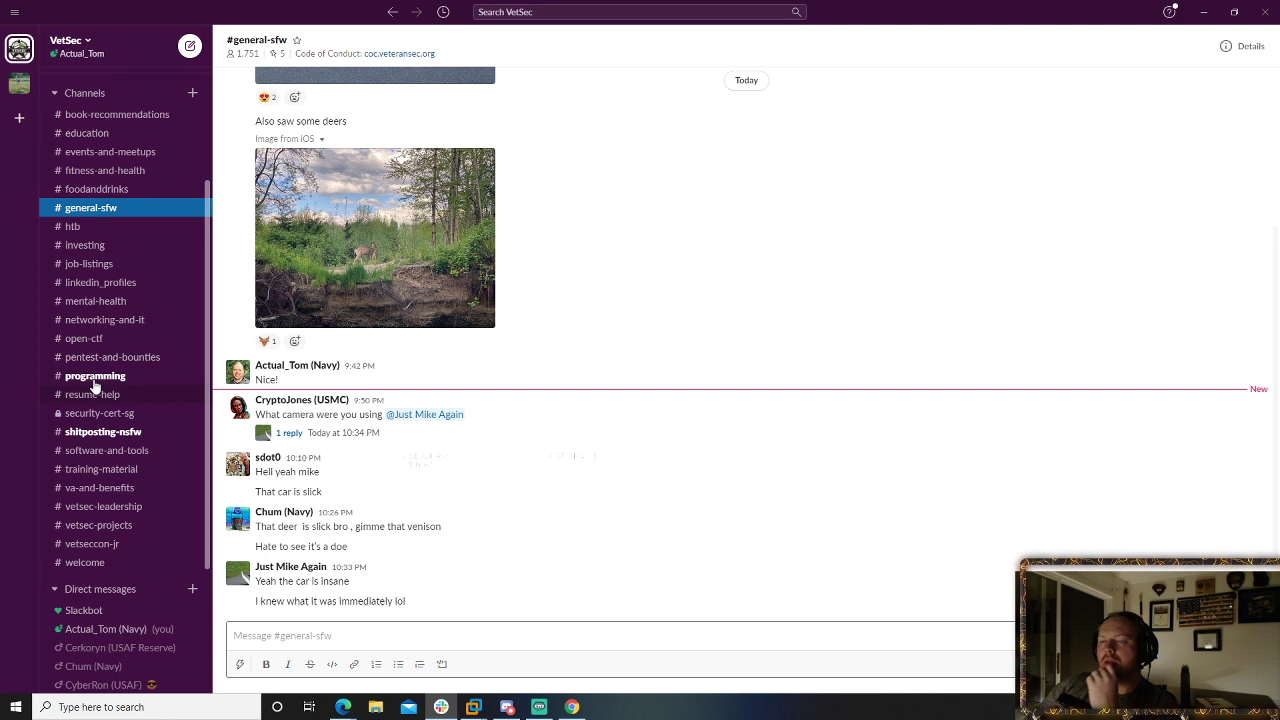 Search VetSec
VetSec
Actual_Tom
Channels
# book-recommendations
# education
# events-and-meetups
# fitness-and-health
# foodanddrinks
# general-sfw
# htb
# investing
# job-listings
# linkedin_profiles
# mental-health
# networking-and-it
# open-ctf
# pentest-and-bounties
# programming
# resume-help
security-cert-sg
# shitposting-nsfw
# software-and-tools
# training-material
# va-and-benefits
# vetsec-leadership
# vetsec-projects
# vetseccon-jr
# welcome
Direct messages
Slackbot
Actual_Tom (Navy) (you)
Cerkoryn (USAF Reserve)
Chum (Navy)
CyberRon (USAF)
#general-sfw
1,751 | 5 | Code of Conduct: coc.veteransec.org
Details
Today
2
Also saw some deers
Image from iOS
1
Actual_Tom (Navy) 9:42 PM
Nice!
New
CryptoJones (USMC) 9:50 PM
What camera were you using @Just Mike Again
1 reply Today at 10:34 PM
sdot0 10:10 PM
Hell yeah mike
That car is slick
Chum (Navy) 10:26 PM
That deer is slick bro , gimme that venison
Hate to see it's a doe
Just Mike Again 10:33 PM
Yeah the car is insane
I knew what it was immediately lol
Message #general-sfw
B I S
Type here to search